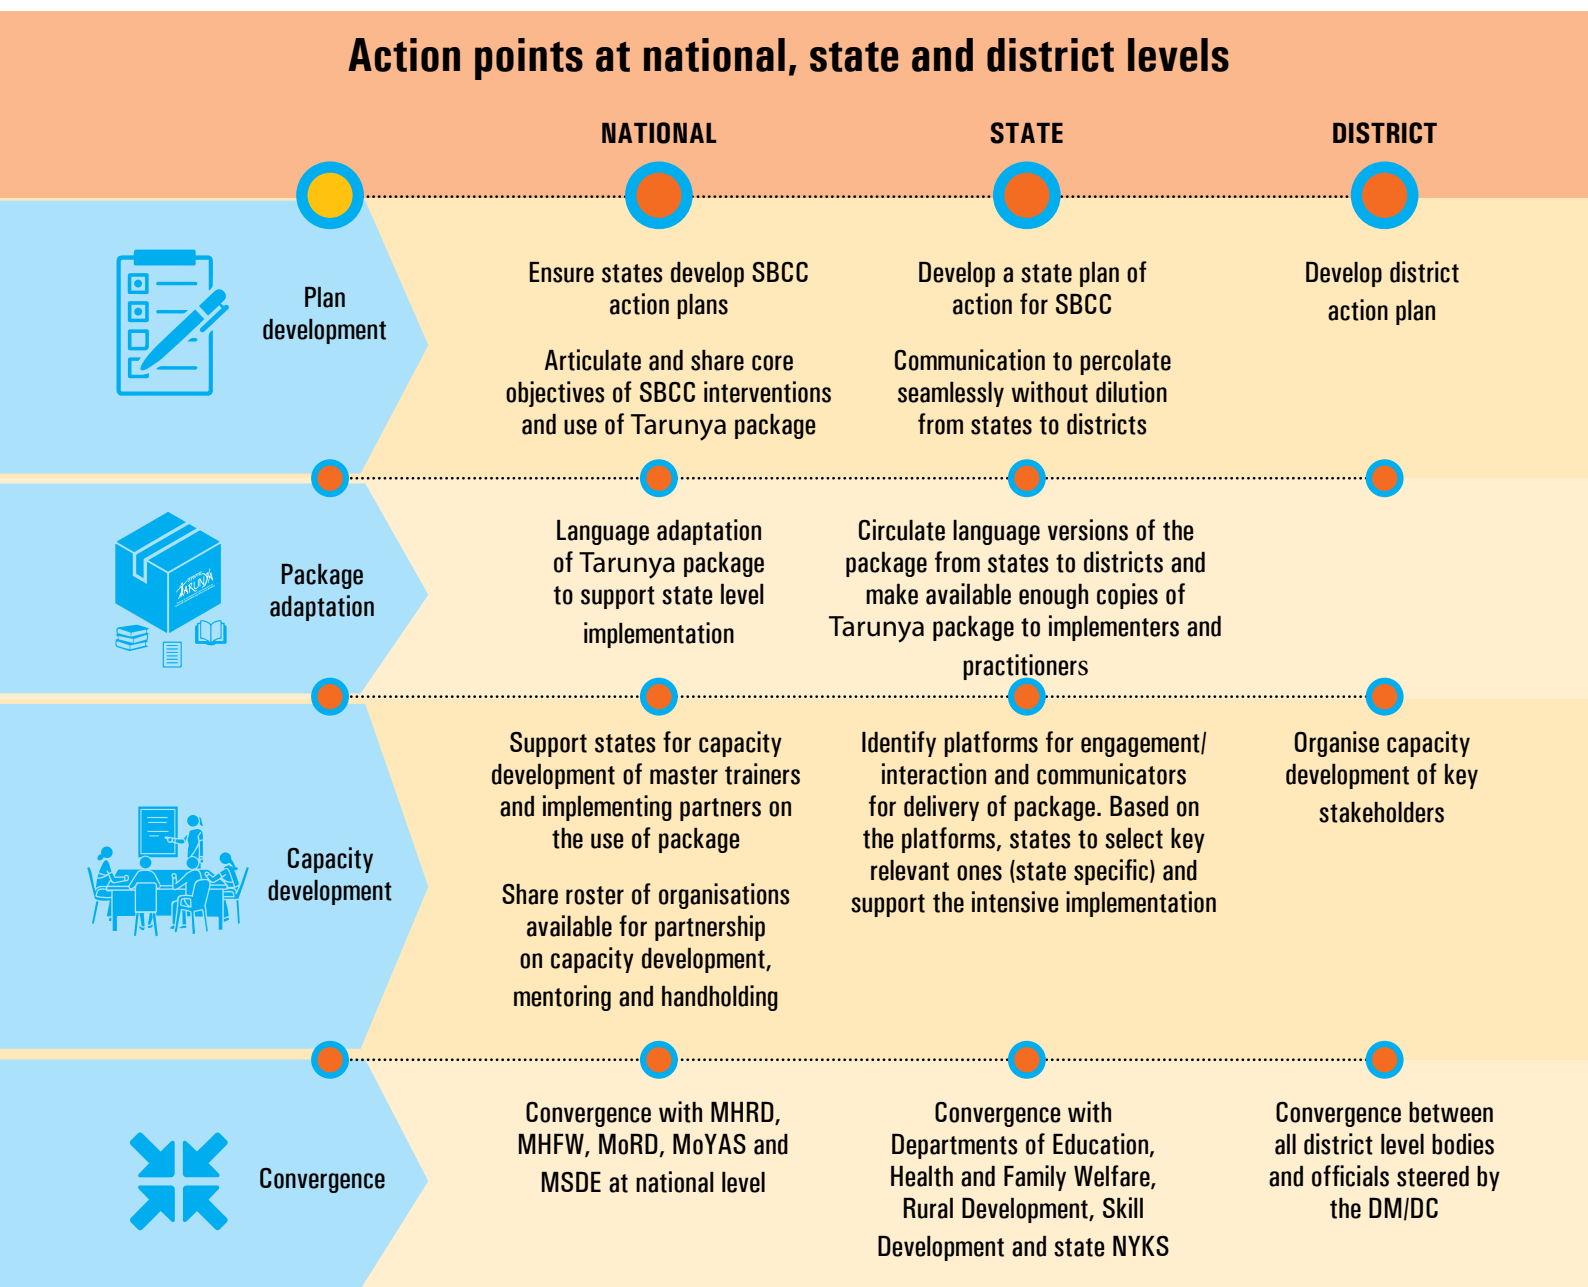 Action points at national, state and district levels
NATIONAL
STATE
DISTRICT
Plan
development
Ensure states develop SBCC
action plans
Articulate and share core
objectives of SBCC interventions
and use of Tarunya package
Develop a state plan of
action for SBCC
Communication to percolate
seamlessly without dilution
from states to districts
Develop district
action plan
TARUNYA
Package
adaptation
Language adaptation
of Tarunya package
to support state level
implementation
Circulate language versions of the
package from states to districts and
make available enough copies of
Tarunya package to implementers and
practitioners
Capacity
development
Support states for capacity
development of master trainers
and implementing partners on
the use of package
Share roster of organisations
available for partnership
on capacity development,
mentoring and handholding
Identify platforms for engagement/
interaction and communicators
for delivery of package. Based on
the platforms, states to select key
relevant ones (state specific) and
support the intensive implementation
Organise capacity
development of key
stakeholders
Convergence
Convergence with MHRD,
MHFW, MoRD, MoYAS and
MSDE at national level
Convergence with
Departments of Education,
Health and Family Welfare,
Rural Development, Skill
Development and state NYKS
Convergence between
all district level bodies
and officials steered by
the DM/DC